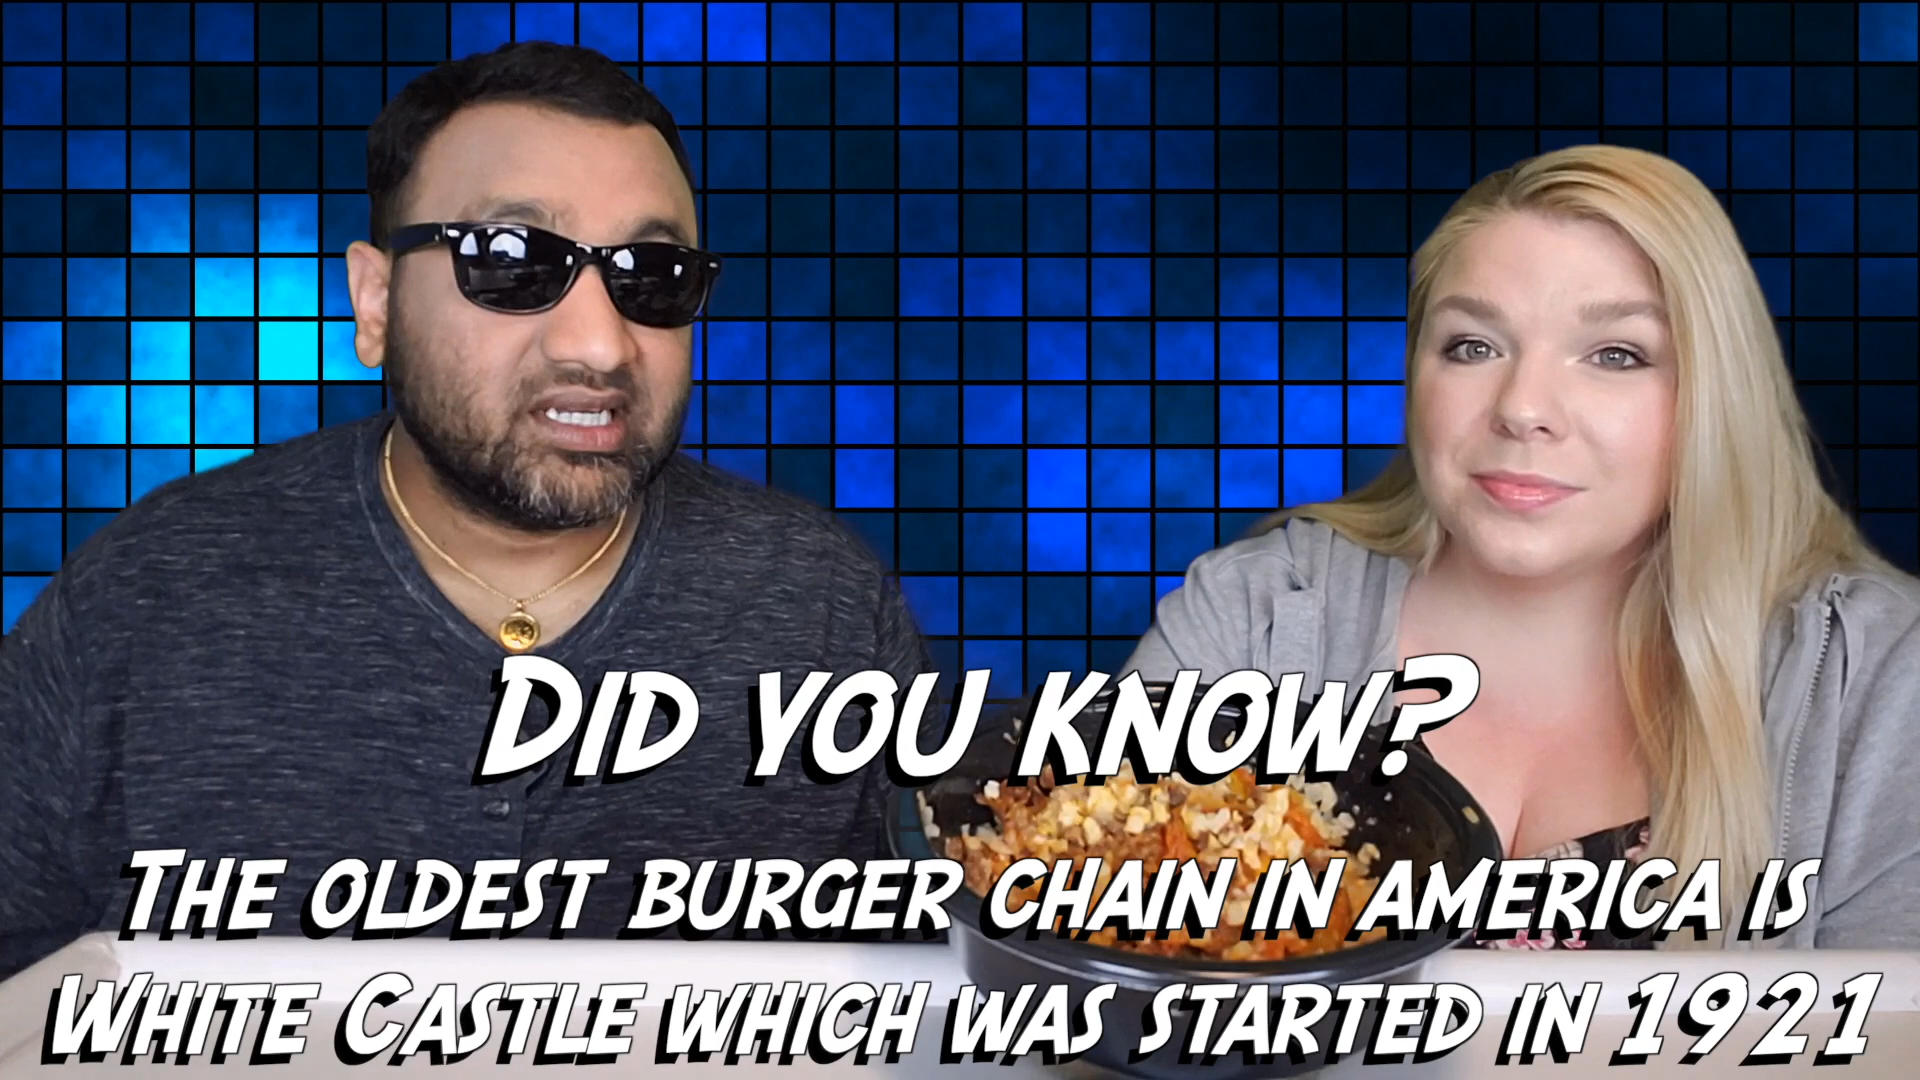 Did you know?
The oldest burger chain in america is
White Castle which was started in 1921